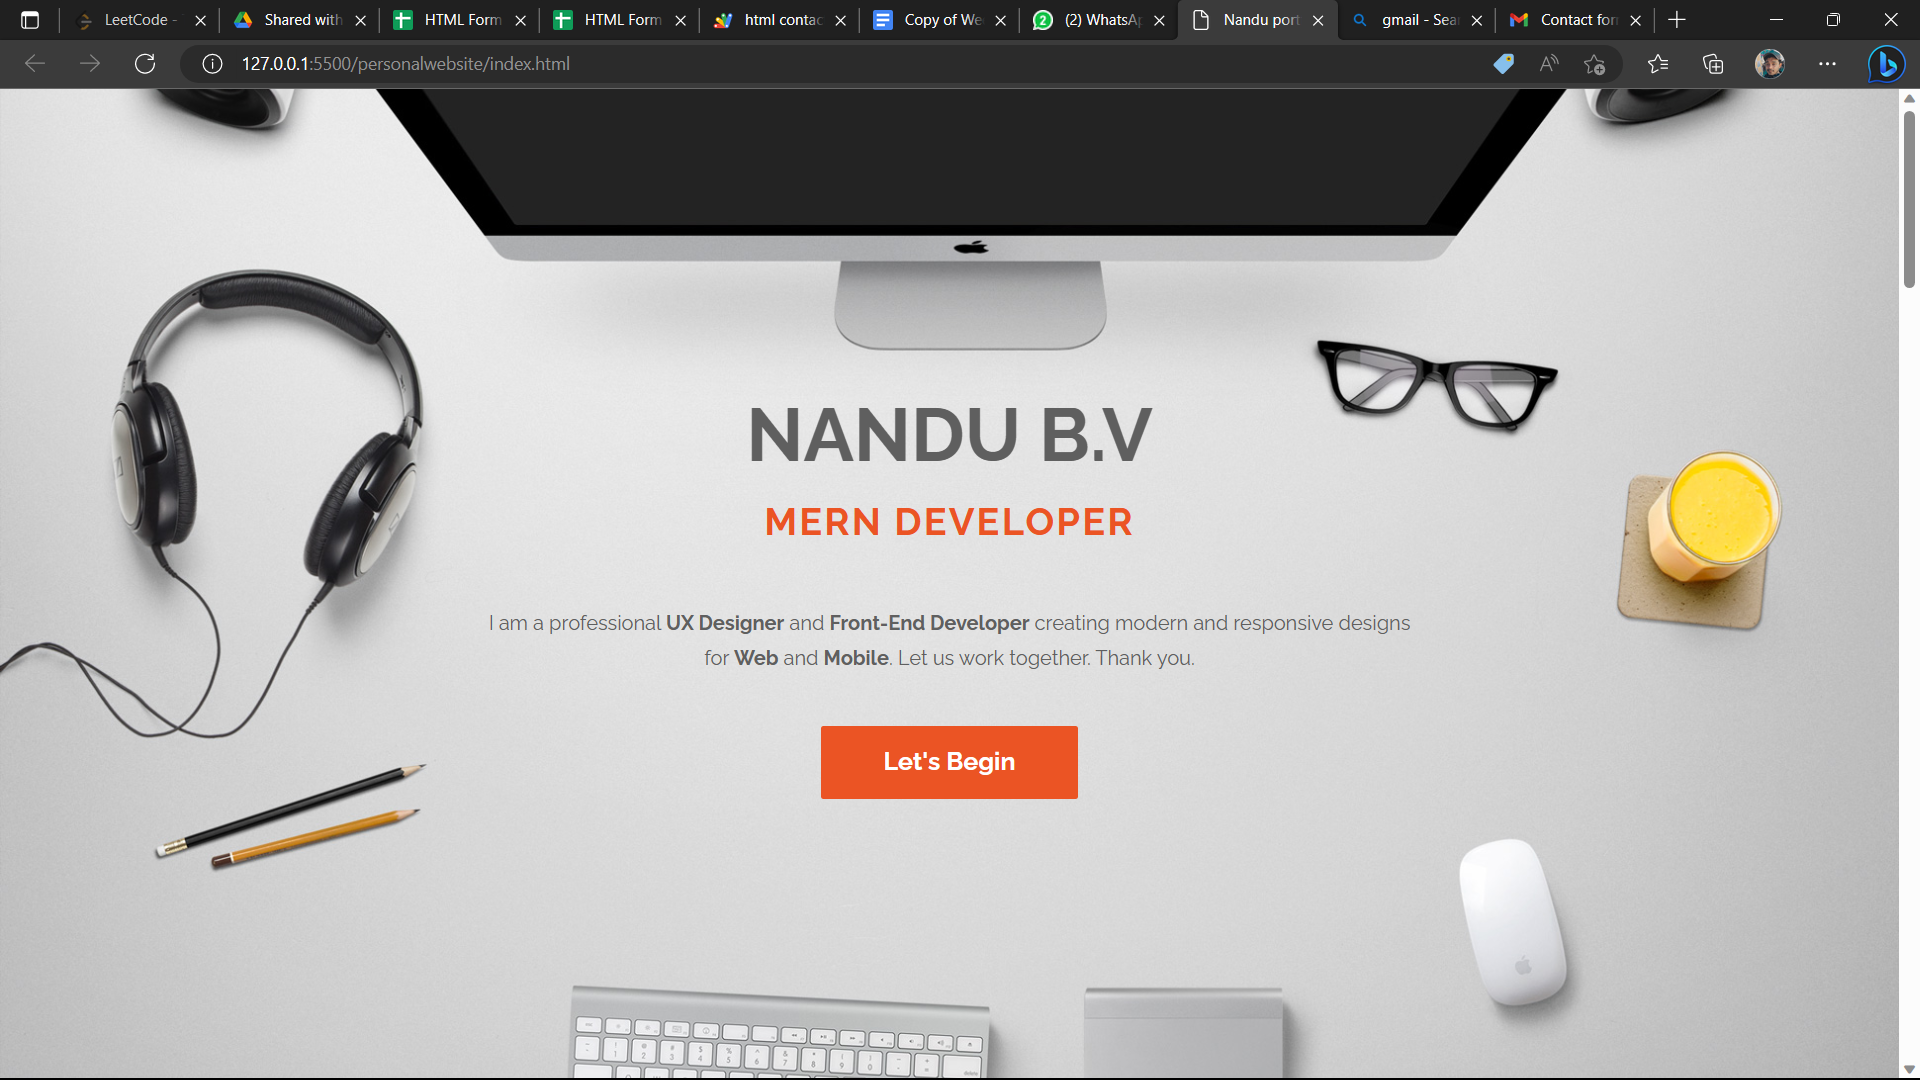 LeetCode -
Shared with
HTML Form
HTML Form
html contac
Copy of We
(2) WhatsAp
Nandu port
gmail - Sea
Contact for
127.0.0.1:5500/personalwebsite/index.html
NANDU B.V
MERN DEVELOPER
I am a professional UX Designer and Front-End Developer creating modern and responsive designs
for Web and Mobile. Let us work together. Thank you.
Let's Begin